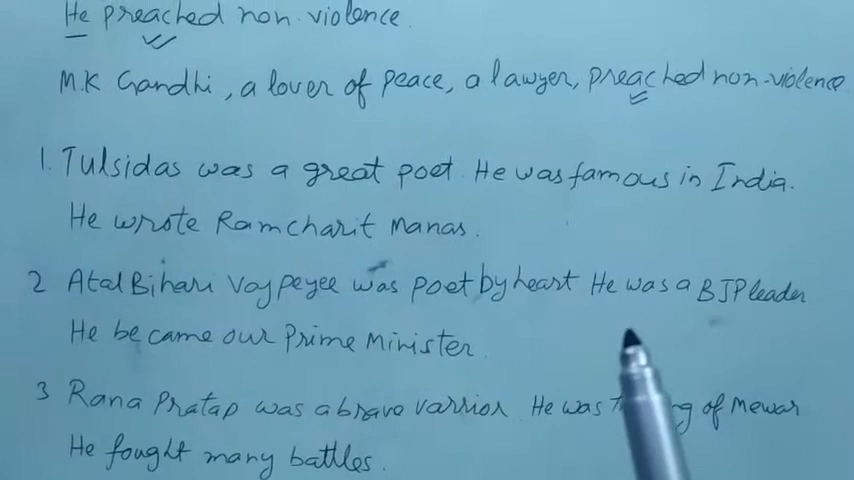 He preached non-violence.
M.K Gandhi, a lover of peace, a lawyer, preached non-violence
1. Tulsidas was a great poet. He was famous in India.
He wrote Ramcharit Manas.
2 Atal Bihari Vajpeyee was poet by heart He was a BJP leader
He became our Prime Minister.
3 Rana Pratap was a brave varrior. He was of Mewar
He fought many battles.